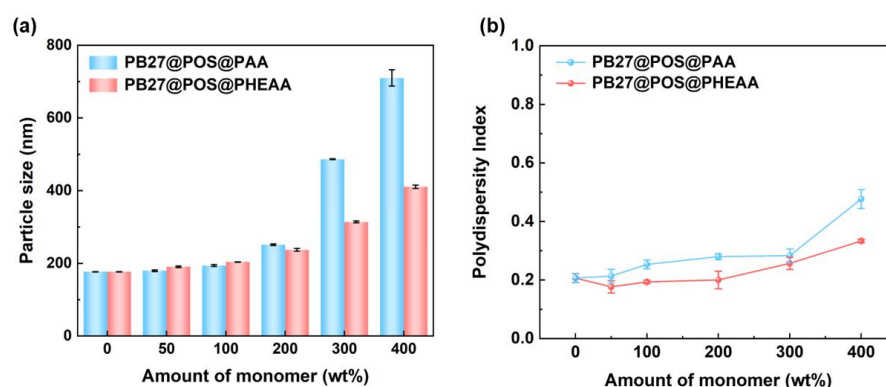 (a)
800
600
400
200
0
Particle size (nm)
PB27@POS@PAA
PB27@POS@PHEAA
0 50 100 200 300 400
Amount of monomer (wt%)
(b)
1.0
0.8
0.6
0.4
0.2
0.0
Polydispersity Index
PB27@POS@PAA
PB27@POS@PHEAA
0 100 200 300 400
Amount of monomer (wt%)